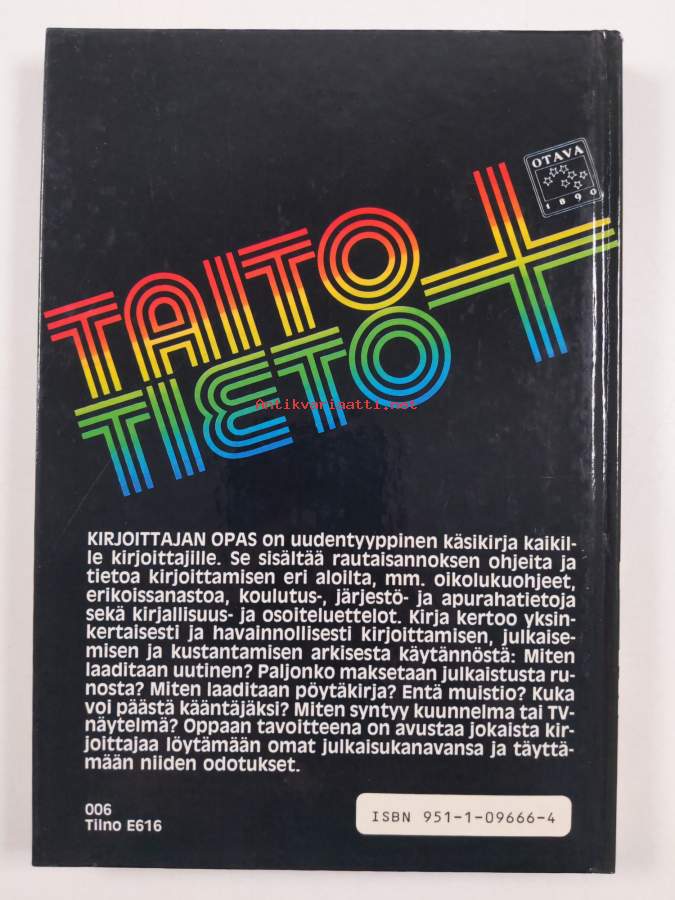 OTAVA
1890
TAITO
TIETO+
Antikvariaatti.net
KIRJOITTAJAN OPAS on uudentyyppinen käsikirja kaikil-
le kirjoittajille. Se sisältää rautaisannoksen ohjeita ja
tietoa kirjoittamisen eri aloilta, mm. oikolukuohjeet,
erikoissanastoa, koulutus-, järjestö- ja apurahatietoja
sekä kirjallisuus- ja osoiteluettelot. Kirja kertoo yksin-
kertaisesti ja havainnollisesti kirjoittamisen, julkaise-
misen ja kustantamisen arkisesta käytännöstä: Miten
laaditaan uutinen? Paljonko maksetaan julkaistusta ru-
nosta? Miten laaditaan pöytäkirja? Entä muistio? Kuka
voi päästä kääntäjäksi? Miten syntyy kuunnelma tai TV-
näytelmä? Oppaan tavoitteena on avustaa jokaista kir-
joittajaa löytämään omat julkaisukanavansa ja täyttä-
mään niiden odotukset.
006
Tilno E616
ISBN 951-1-09666-4